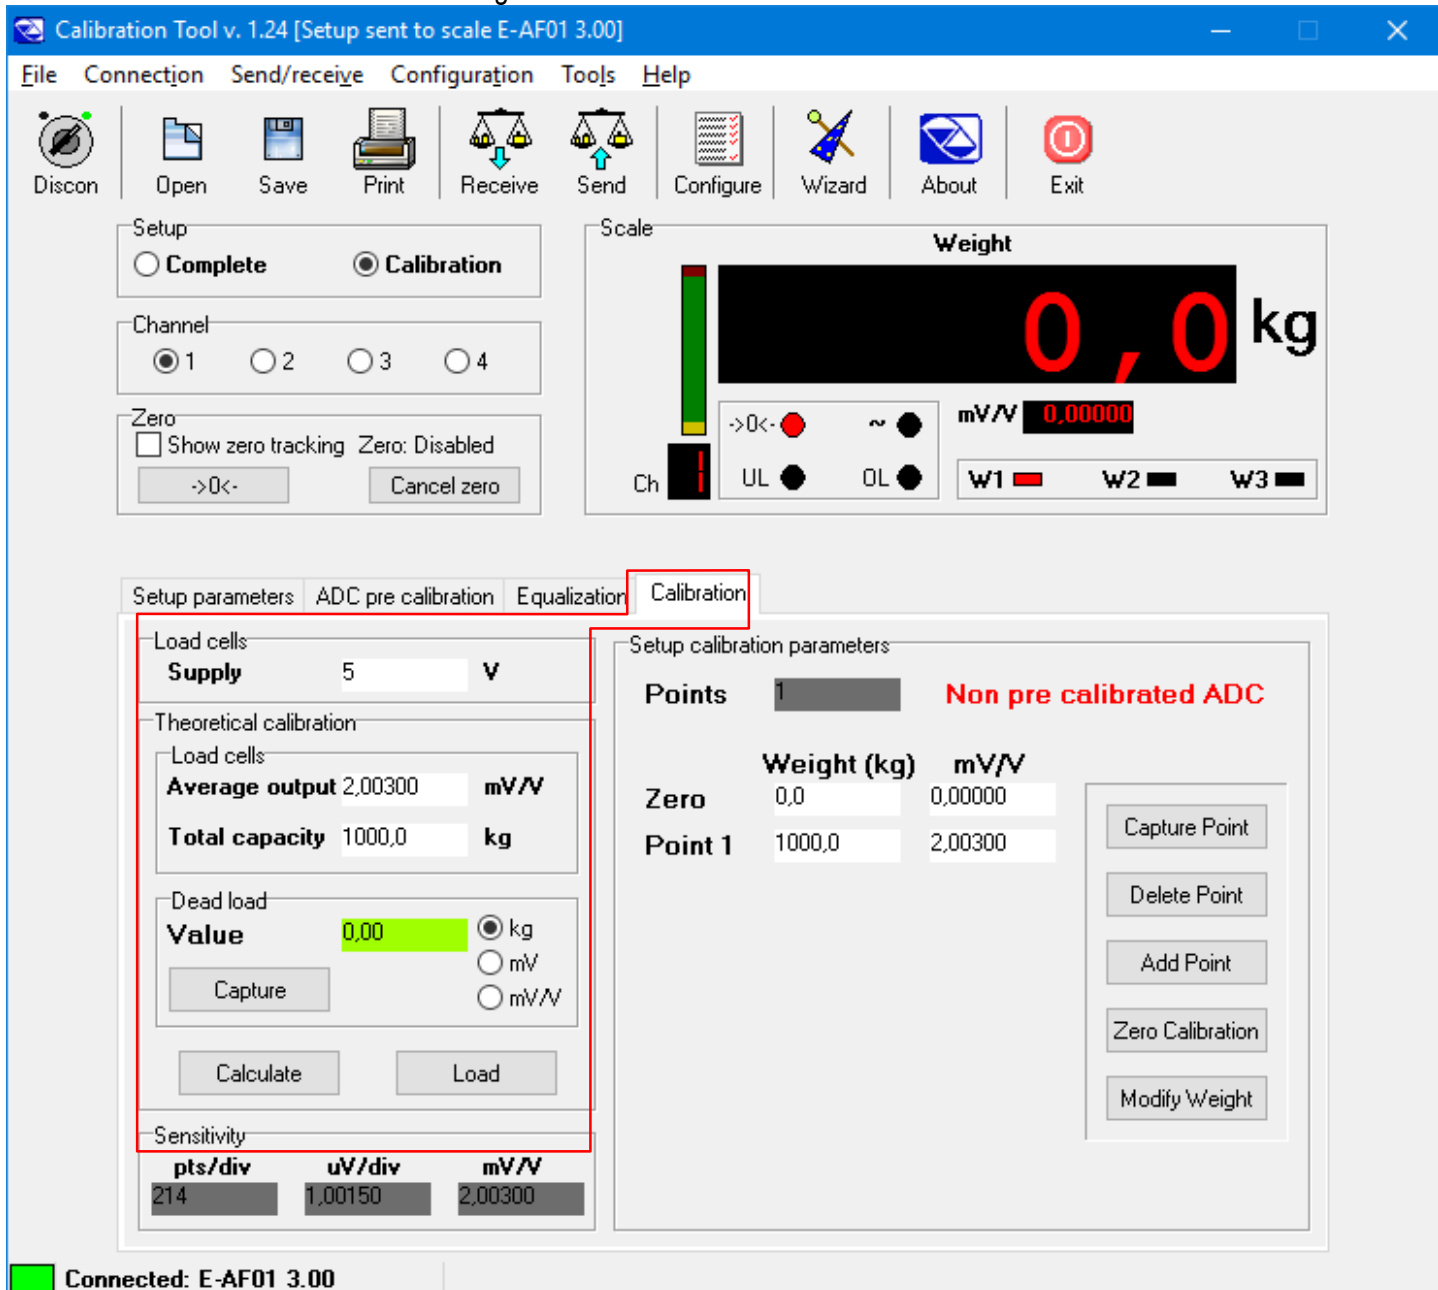 Calibration Tool v. 1.24 [Setup sent to scale E-AF01 3.00]
File Connection Send/receive Configuration Tools Help
Discon Open Save Print Receive Send Configure Wizard About Exit
Setup
Complete Calibration
Channel
1 2 3 4
Zero
Show zero tracking Zero: Disabled
->0<- Cancel zero
Scale
Weight
0,0 kg
->0<- ~ mV/V 0,00000
Ch 1 UL OL W1 W2 W3
Setup parameters ADC pre calibration Equalization Calibration
Load cells
Supply 5 V
Theoretical calibration
Load cells
Average output 2,00300 mV/V
Total capacity 1000,0 kg
Dead load
Value 0,00 kg
mV
Capture mV/V
Calculate Load
Sensitivity
pts/div uV/div mV/V
214 1,00150 2,00300
Setup calibration parameters
Points 1 Non pre calibrated ADC
Weight (kg) mV/V
Zero 0,0 0,00000
Point 1 1000,0 2,00300
Capture Point
Delete Point
Add Point
Zero Calibration
Modify Weight
Connected: E-AF01 3.00